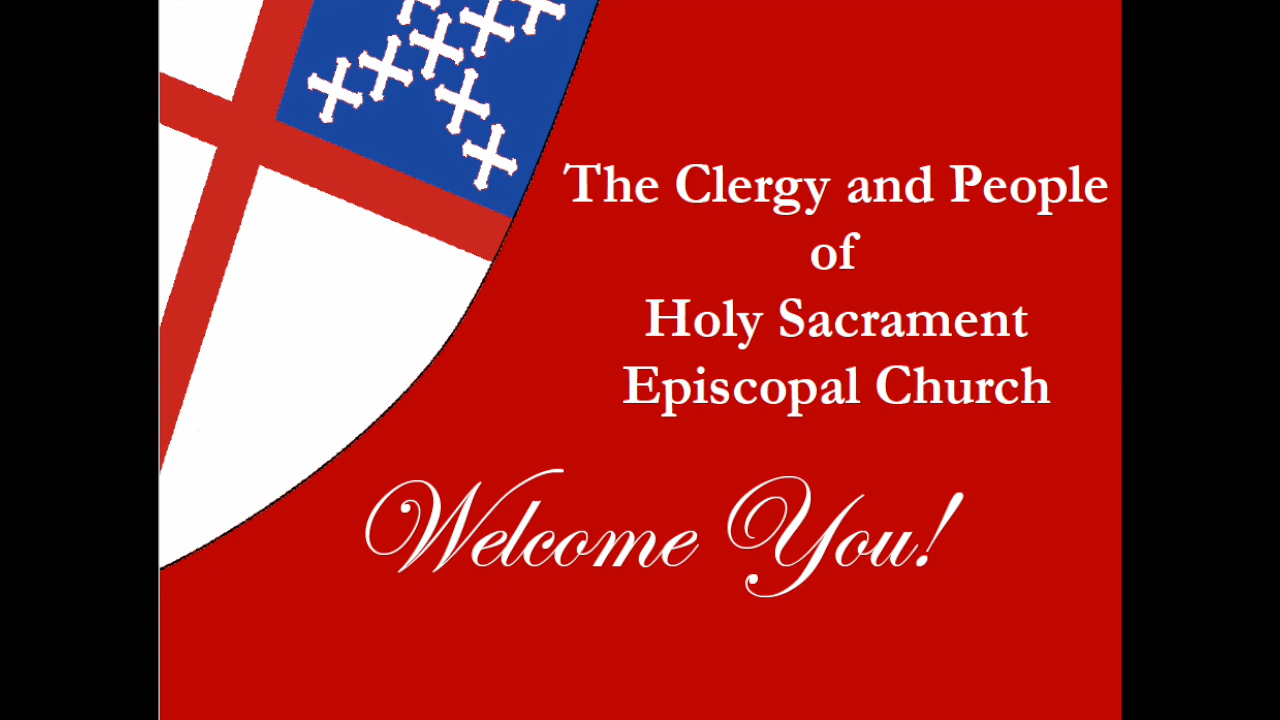 The Clergy and People
of
Holy Sacrament
Episcopal Church
Welcome You!